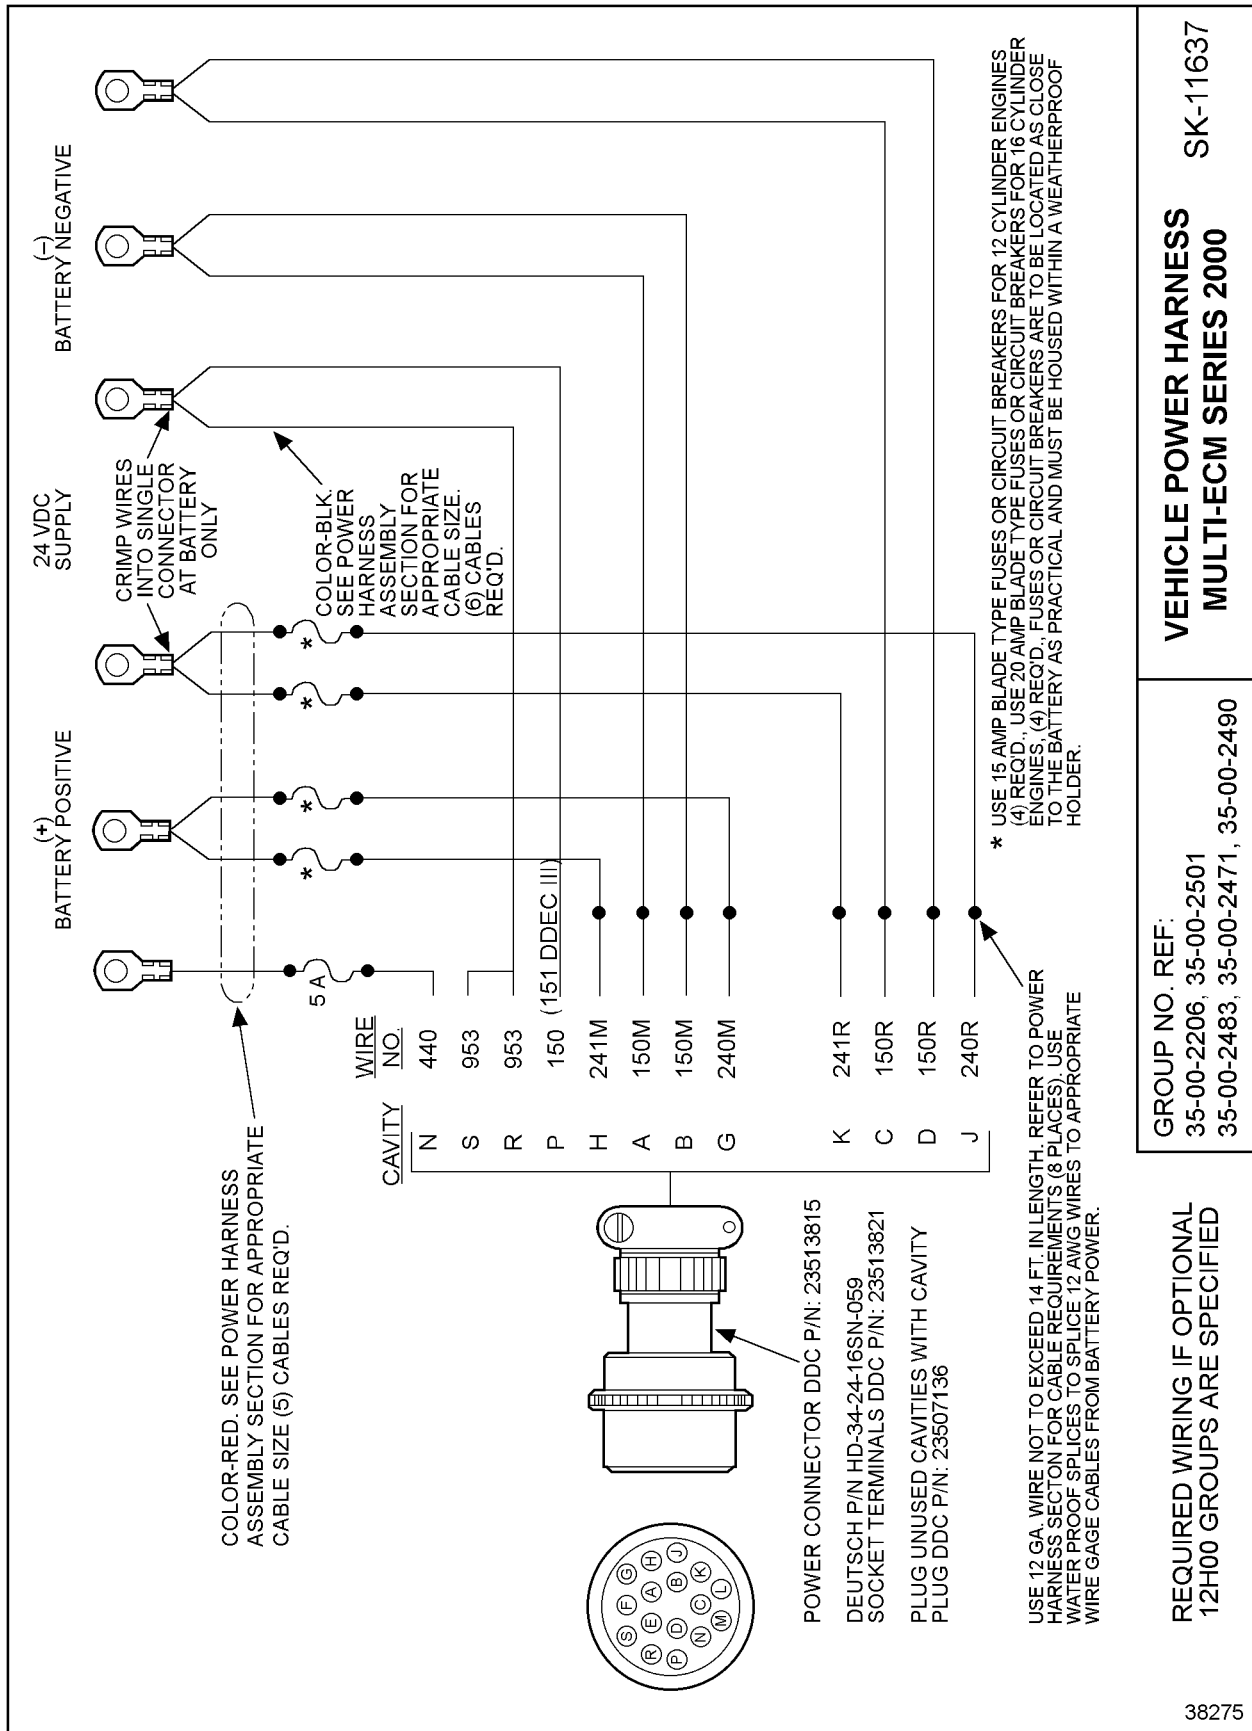 (+)
BATTERY POSITIVE
24 VDC
SUPPLY
(–)
BATTERY NEGATIVE
CRIMP WIRES
INTO SINGLE
CONNECTOR
AT BATTERY
ONLY
COLOR-RED. SEE POWER HARNESS
ASSEMBLY SECTION FOR APPROPRIATE
CABLE SIZE (5) CABLES REQ'D.
COLOR-BLK.
SEE POWER
HARNESS
ASSEMBLY
SECTION FOR
APPROPRIATE
CABLE SIZE.
(6) CABLES
REQ'D.
5 A
*
*
*
*
CAVITY
WIRE
NO.
N 440
S 953
R 953
P 150 (151 DDEC III)
H 241M
A 150M
B 150M
G 240M
K 241R
C 150R
D 150R
J 240R
S
F
G
R
E
A
H
P
D
B
J
N
C
K
M
L
POWER CONNECTOR DDC P/N: 23513815
DEUTSCH P/N HD-34-24-16SN-059
SOCKET TERMINALS DDC P/N: 23513821
PLUG UNUSED CAVITIES WITH CAVITY
PLUG DDC P/N: 23507136
* USE 15 AMP BLADE TYPE FUSES OR CIRCUIT BREAKERS FOR 12 CYLINDER ENGINES
(4) REQ'D., USE 20 AMP BLADE TYPE FUSES OR CIRCUIT BREAKERS FOR 16 CYLINDER
ENGINES, (4) REQ'D., FUSES OR CIRCUIT BREAKERS ARE TO BE LOCATED AS CLOSE
TO THE BATTERY AS PRACTICAL AND MUST BE HOUSED WITHIN A WEATHERPROOF
HOLDER.
USE 12 GA. WIRE NOT TO EXCEED 14 FT. IN LENGTH. REFER TO POWER
HARNESS SECTON FOR CABLE REQUIREMENTS (8 PLACES). USE
WATER PROOF SPLICES TO SPLICE 12 AWG WIRES TO APPROPRIATE
WIRE GAGE CABLES FROM BATTERY POWER.
REQUIRED WIRING IF OPTIONAL
12H00 GROUPS ARE SPECIFIED
GROUP NO. REF:
35-00-2206, 35-00-2501
35-00-2483, 35-00-2471, 35-00-2490
VEHICLE POWER HARNESS SK-11637
MULTI-ECM SERIES 2000
38275